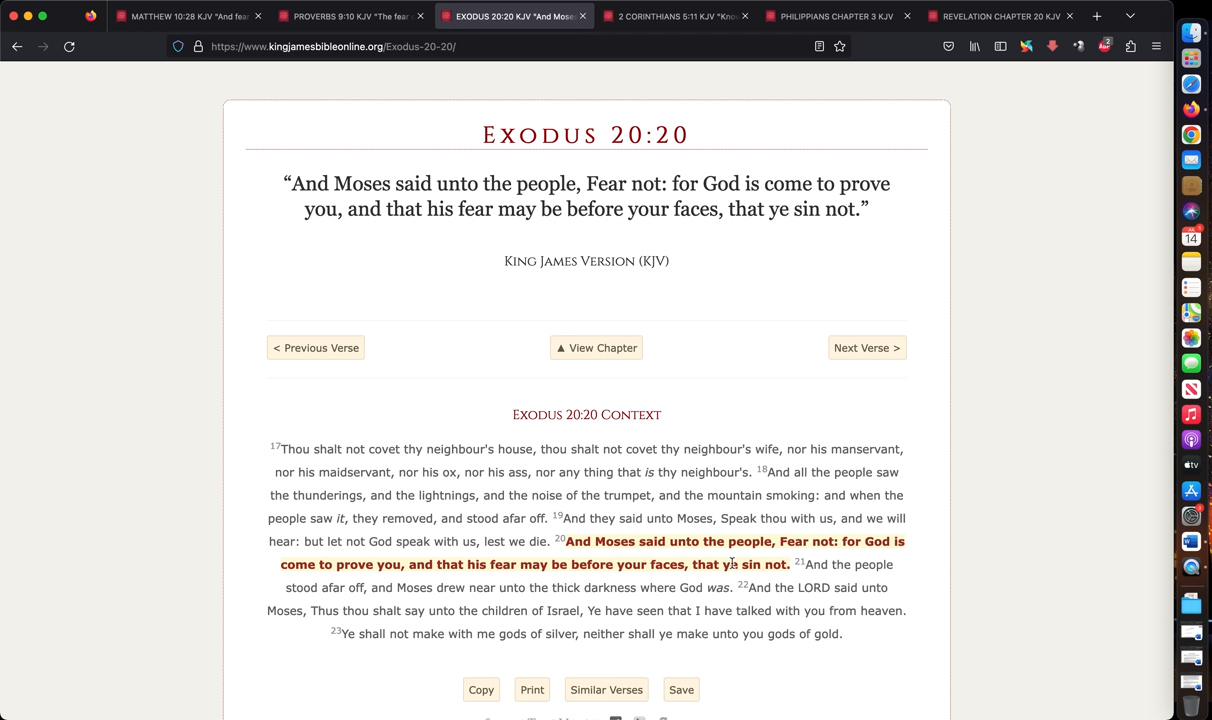 MATTHEW 10:28 KJV "And fear
PROVERBS 9:10 KJV "The fear
EXODUS 20:20 KJV "And Moses
2 CORINTHIANS 5:11 KJV "Know
PHILIPPIANS CHAPTER 3 KJV
REVELATION CHAPTER 20 KJV
https://www.kingjamesbibleonline.org/Exodus-20-20/
Exodus 20:20
“And Moses said unto the people, Fear not: for God is come to prove
you, and that his fear may be before your faces, that ye sin not.”
King James Version (KJV)
< Previous Verse
▲ View Chapter
Next Verse >
Exodus 20:20 Context
17Thou shalt not covet thy neighbour's house, thou shalt not covet thy neighbour's wife, nor his manservant,
nor his maidservant, nor his ox, nor his ass, nor any thing that is thy neighbour's. 18And all the people saw
the thunderings, and the lightnings, and the noise of the trumpet, and the mountain smoking: and when the
people saw it, they removed, and stood afar off. 19And they said unto Moses, Speak thou with us, and we will
hear: but let not God speak with us, lest we die. 20And Moses said unto the people, Fear not: for God is
come to prove you, and that his fear may be before your faces, that ye sin not. 21And the people
stood afar off, and Moses drew near unto the thick darkness where God was. 22And the LORD said unto
Moses, Thus thou shalt say unto the children of Israel, Ye have seen that I have talked with you from heaven.
23Ye shall not make with me gods of silver, neither shall ye make unto you gods of gold.
Copy
Print
Similar Verses
Save
2
14
tv